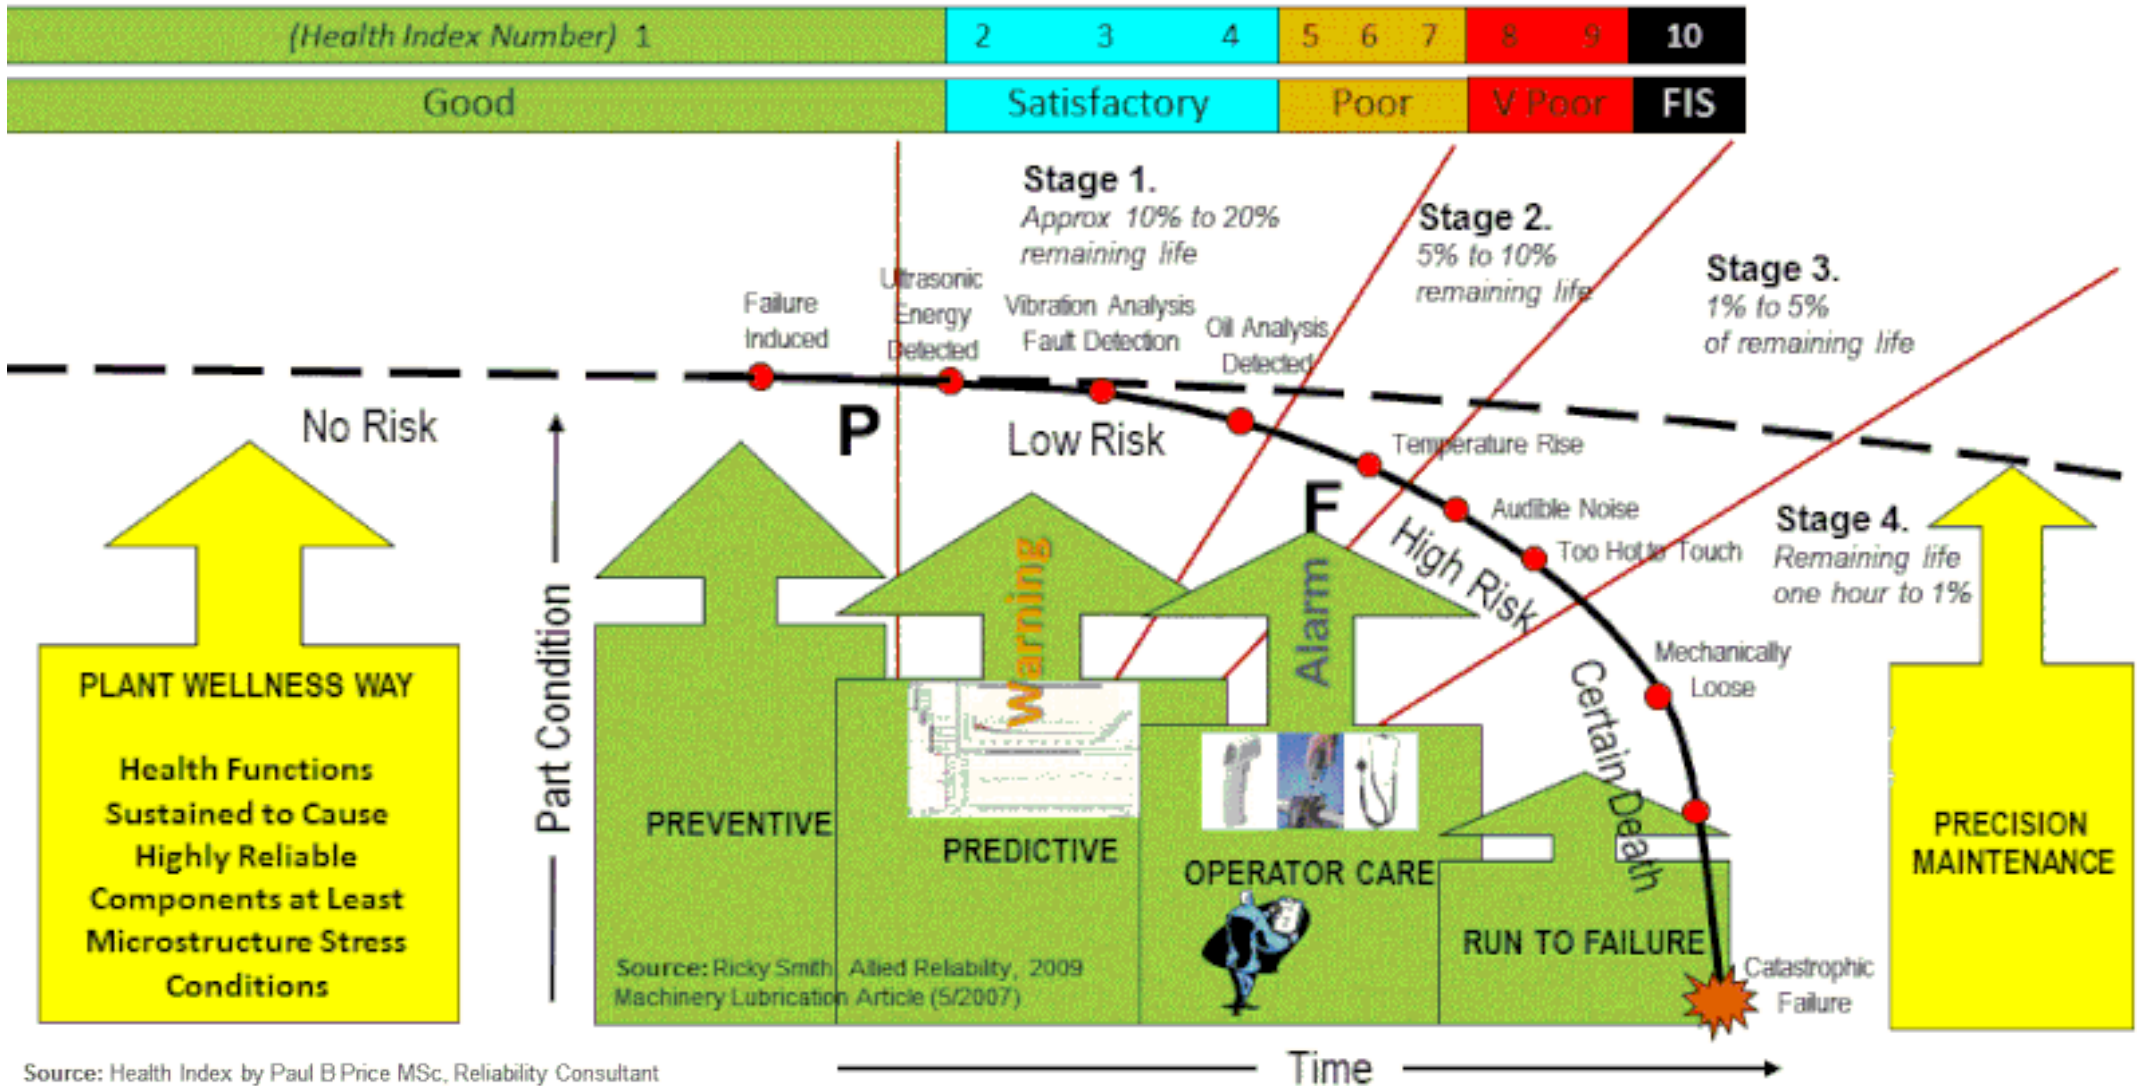 (Health Index Number) 1 2 3 4 5 6 7 8 9 10
Good Satisfactory Poor V Poor FIS
Stage 1.
Approx 10% to 20%
remaining life
Stage 2.
5% to 10%
remaining life
Stage 3.
1% to 5%
of remaining life
Failure
Induced
Ultrasonic
Energy
Detected
Vibration Analysis
Fault Detection
Oil Analysis
Detected
No Risk
P
Low Risk
Temperature Rise
F
Audible Noise
High Risk
Too Hot to Touch
Stage 4.
Remaining life
one hour to 1%
Mechanically
Loose
Certain Death
Warning
Alarm
Part Condition
PLANT WELLNESS WAY
Health Functions
Sustained to Cause
Highly Reliable
Components at Least
Microstructure Stress
Conditions
PREVENTIVE
PREDICTIVE
OPERATOR CARE
RUN TO FAILURE
PRECISION
MAINTENANCE
Source: Ricky Smith Allied Reliability, 2009
Machinery Lubrication Article (5/2007)
Catastrophic
Failure
Time
Source: Health Index by Paul B Price MSc, Reliability Consultant